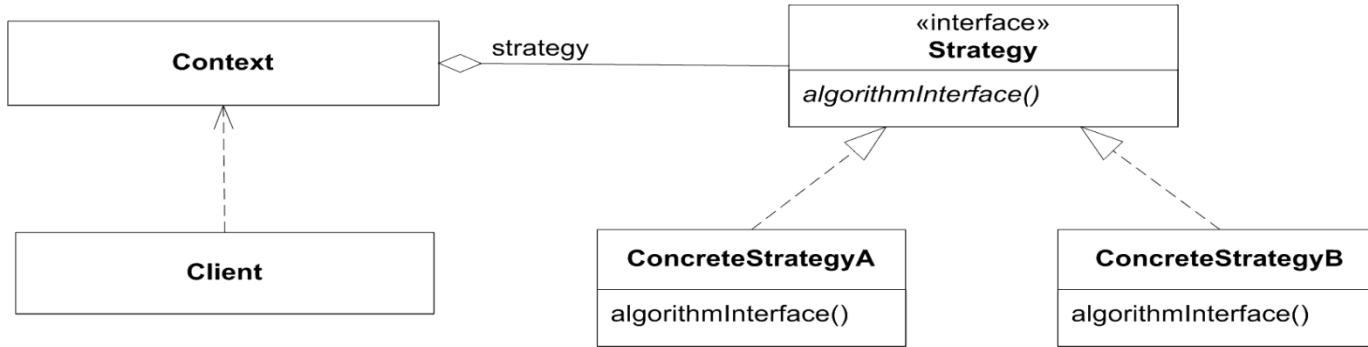 Context
strategy
«interface»
Strategy
algorithmInterface()
Client
ConcreteStrategyA
algorithmInterface()
ConcreteStrategyB
algorithmInterface()